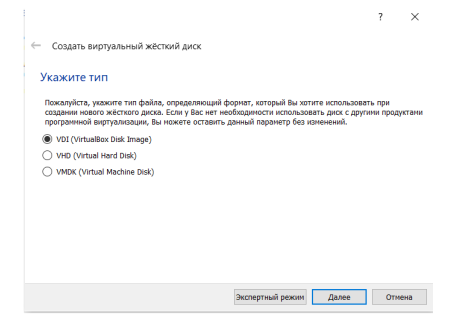 ? ×
← Создать виртуальный жёсткий диск
Укажите тип
Пожалуйста, укажите тип файла, определяющий формат, который Вы хотите использовать при
создании нового жёсткого диска. Если у Вас нет необходимости использовать диск с другими продуктами
программной виртуализации, Вы можете оставить данный параметр без изменений.
VDI (VirtualBox Disk Image)
VHD (Virtual Hard Disk)
VMDK (Virtual Machine Disk)
Экспертный режим Далее Отмена